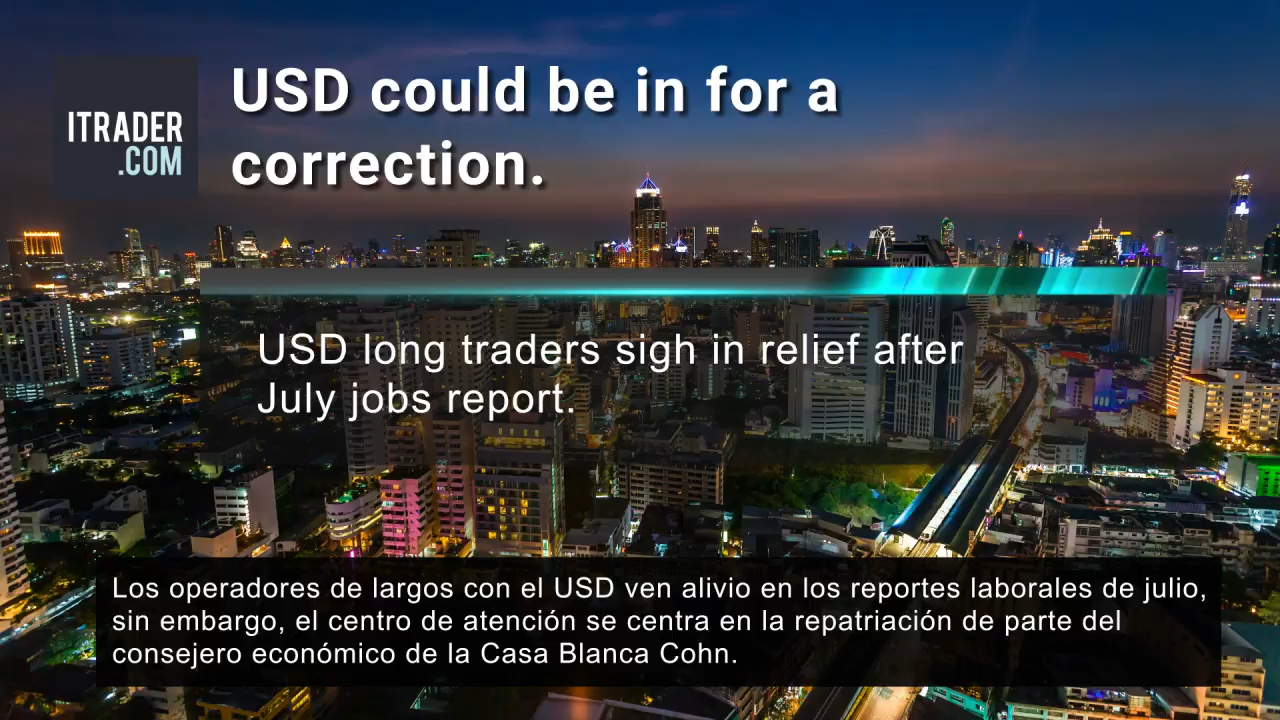 ITRADER
.COM
USD could be in for a
correction.
USD long traders sigh in relief after
July jobs report.
Los operadores de largos con el USD ven alivio en los reportes laborales de julio,
sin embargo, el centro de atención se centra en la repatriación de parte del
consejero económico de la Casa Blanca Cohn.